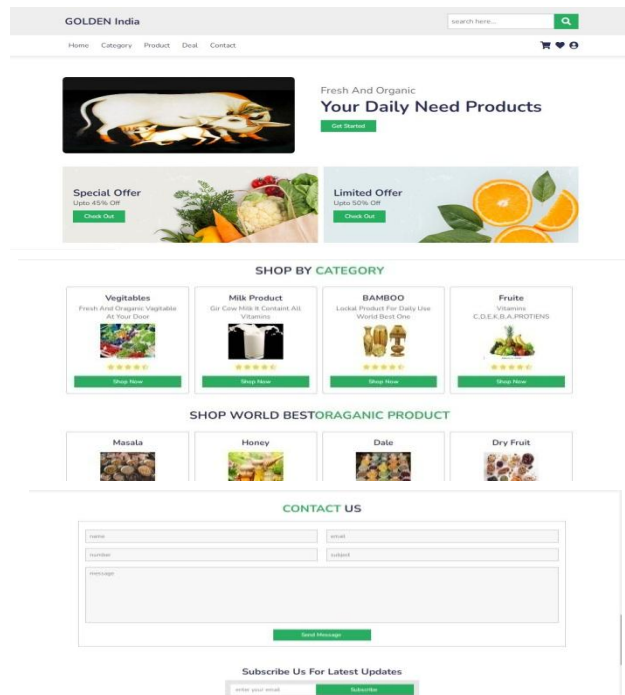 GOLDEN India
search here...
Home Category Product Deal Contact
Fresh And Organic
Your Daily Need Products
Get Started
Special Offer
Upto 45% Off
Check Out
Limited Offer
Upto 50% Off
Check Out
SHOP BY CATEGORY
Vegitables
Fresh And Oraganic Vagitable
At Your Door
Shop Now
Milk Product
Gir Cow Milk It Containt All
Vitamins
Shop Now
BAMBOO
Lockal Product For Daily Use
World Best One
Shop Now
Fruite
Vitamins
C,D,E,K,B,A,PROTIENS
Shop Now
SHOP WORLD BESTORAGANIC PRODUCT
Masala Honey Dale Dry Fruit
CONTACT US
name email
number subject
message
Send Message
Subscribe Us For Latest Updates
enter your email Subscribe